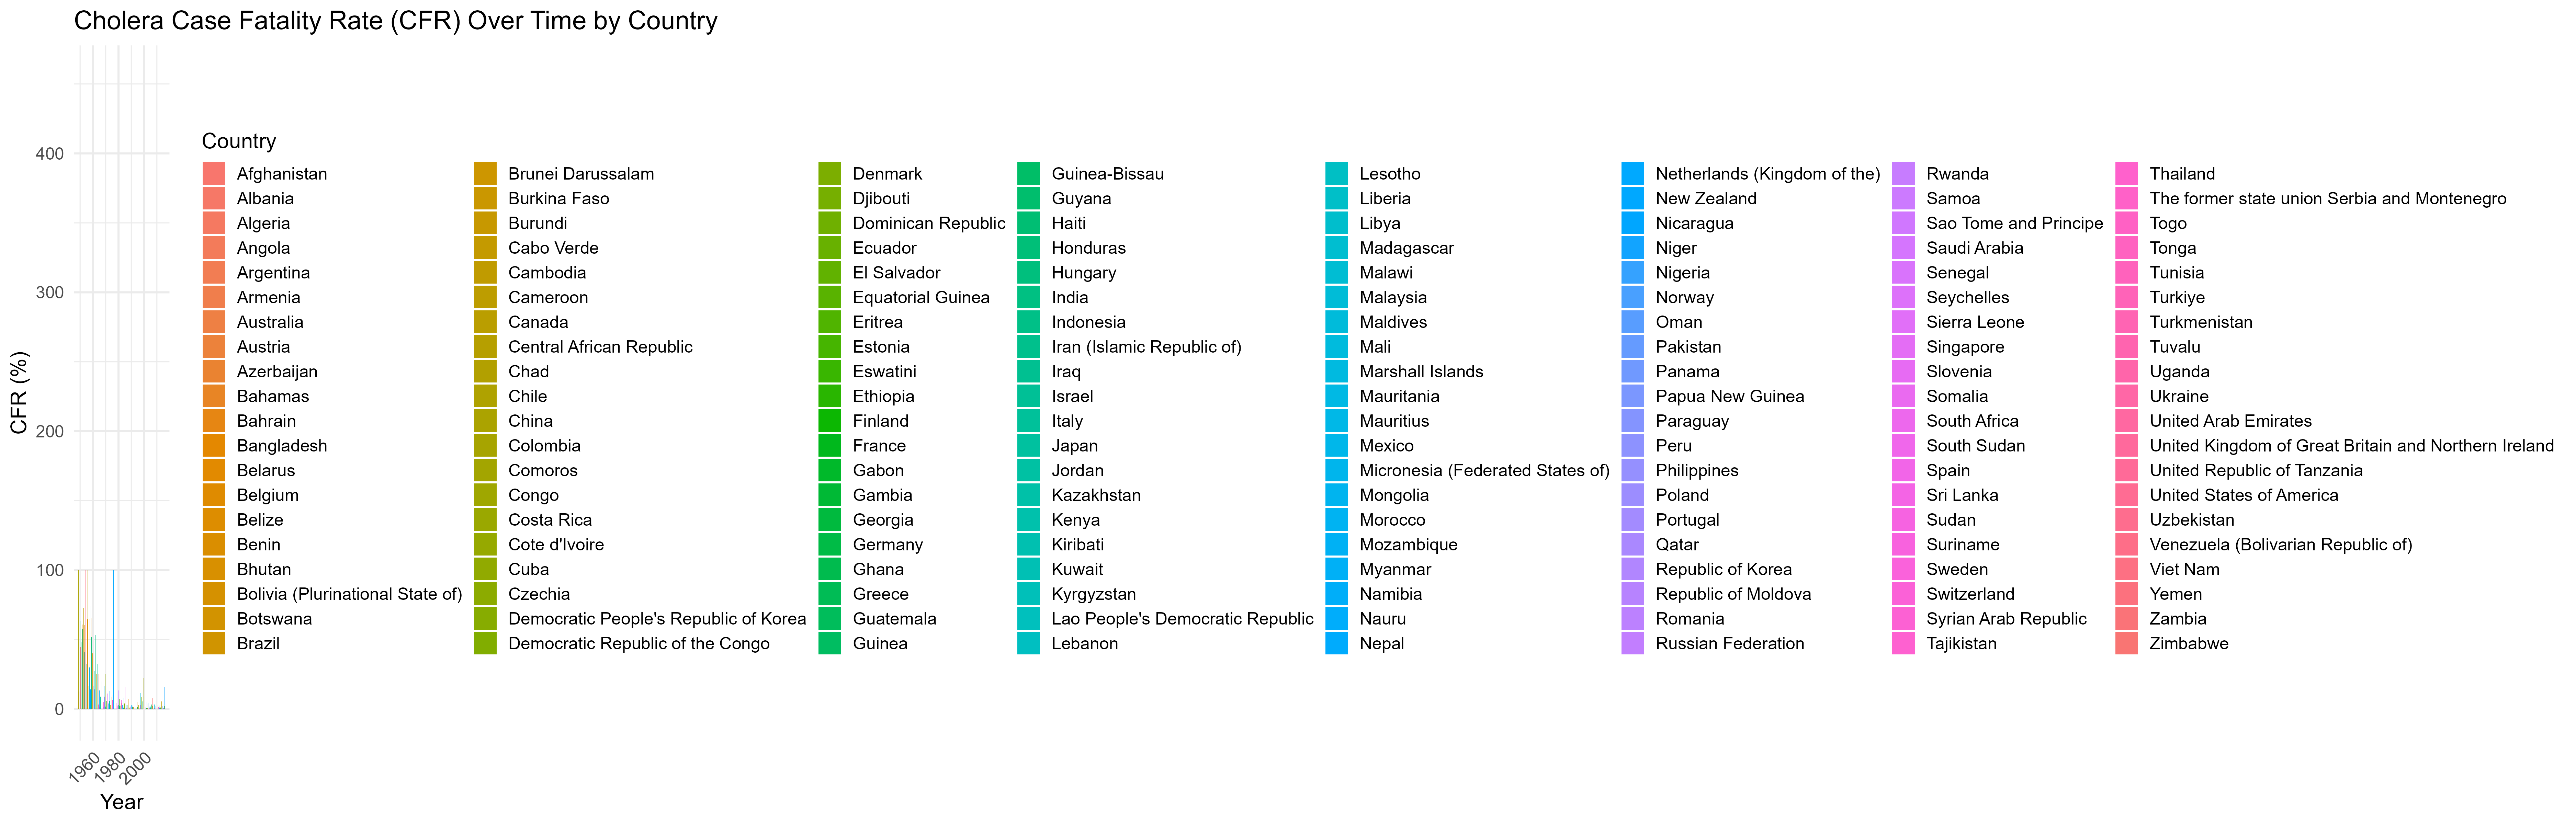 Cholera Case Fatality Rate (CFR) Over Time by Country
CFR (%)
400
300
200
100
0
1960
1980
2000
Year
Country
Afghanistan
Albania
Algeria
Angola
Argentina
Armenia
Australia
Austria
Azerbaijan
Bahamas
Bahrain
Bangladesh
Belarus
Belgium
Belize
Benin
Bhutan
Bolivia (Plurinational State of)
Botswana
Brazil
Brunei Darussalam
Burkina Faso
Burundi
Cabo Verde
Cambodia
Cameroon
Canada
Central African Republic
Chad
Chile
China
Colombia
Comoros
Congo
Costa Rica
Cote d'Ivoire
Cuba
Czechia
Democratic People's Republic of Korea
Democratic Republic of the Congo
Denmark
Djibouti
Dominican Republic
Ecuador
El Salvador
Equatorial Guinea
Eritrea
Estonia
Eswatini
Ethiopia
Finland
France
Gabon
Gambia
Georgia
Germany
Ghana
Greece
Guatemala
Guinea
Guinea-Bissau
Guyana
Haiti
Honduras
Hungary
India
Indonesia
Iran (Islamic Republic of)
Iraq
Israel
Italy
Japan
Jordan
Kazakhstan
Kenya
Kiribati
Kuwait
Kyrgyzstan
Lao People's Democratic Republic
Lebanon
Lesotho
Liberia
Libya
Madagascar
Malawi
Malaysia
Maldives
Mali
Marshall Islands
Mauritania
Mauritius
Mexico
Micronesia (Federated States of)
Mongolia
Morocco
Mozambique
Myanmar
Namibia
Nauru
Nepal
Netherlands (Kingdom of the)
New Zealand
Nicaragua
Niger
Nigeria
Norway
Oman
Pakistan
Panama
Papua New Guinea
Paraguay
Peru
Philippines
Poland
Portugal
Qatar
Republic of Korea
Republic of Moldova
Romania
Russian Federation
Rwanda
Samoa
Sao Tome and Principe
Saudi Arabia
Senegal
Seychelles
Sierra Leone
Singapore
Slovenia
Somalia
South Africa
South Sudan
Spain
Sri Lanka
Sudan
Suriname
Sweden
Switzerland
Syrian Arab Republic
Tajikistan
Thailand
The former state union Serbia and Montenegro
Togo
Tonga
Tunisia
Turkiye
Turkmenistan
Tuvalu
Uganda
Ukraine
United Arab Emirates
United Kingdom of Great Britain and Northern Ireland
United Republic of Tanzania
United States of America
Uzbekistan
Venezuela (Bolivarian Republic of)
Viet Nam
Yemen
Zambia
Zimbabwe